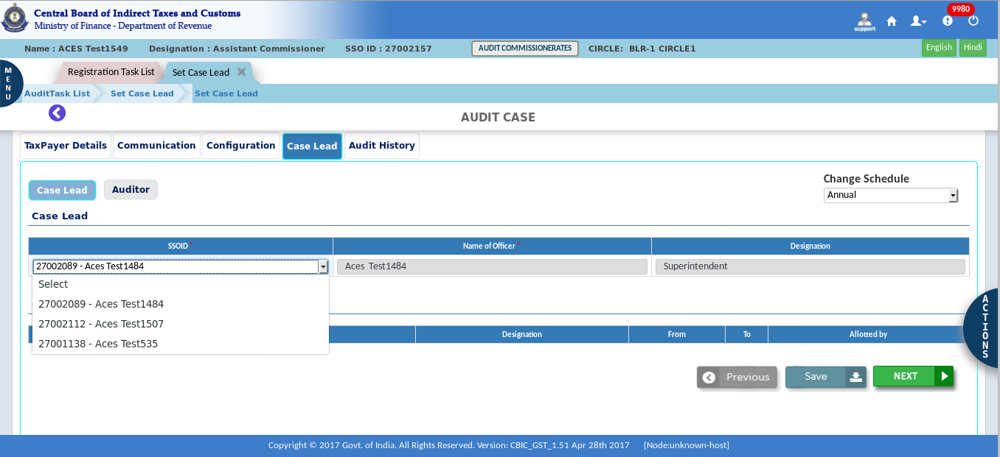 Central Board of Indirect Taxes and Customs
Ministry of Finance - Department of Revenue
9980
support
Name : ACES Test1549 Designation : Assistant Commissioner SSO ID : 27002157 AUDIT COMMISSIONERATES CIRCLE: BLR-1 CIRCLE1 English Hindi
MENU
Registration Task List Set Case Lead
AuditTask List Set Case Lead Set Case Lead
AUDIT CASE
TaxPayer Details Communication Configuration Case Lead Audit History
Change Schedule
Case Lead Auditor
Annual
Case Lead
SSOID * Name of Officer * Designation
27002089 - Aces Test1484 Aces Test1484 Superintendent
Select
27002089 - Aces Test1484
27002112 - Aces Test1507
27001138 - Aces Test535
ACTIONS
Designation From To Allotted by
Previous Save NEXT
Copyright © 2017 Govt. of India. All Rights Reserved. Version: CBIC_GST_1.51 Apr 28th 2017 [Node:unknown-host]